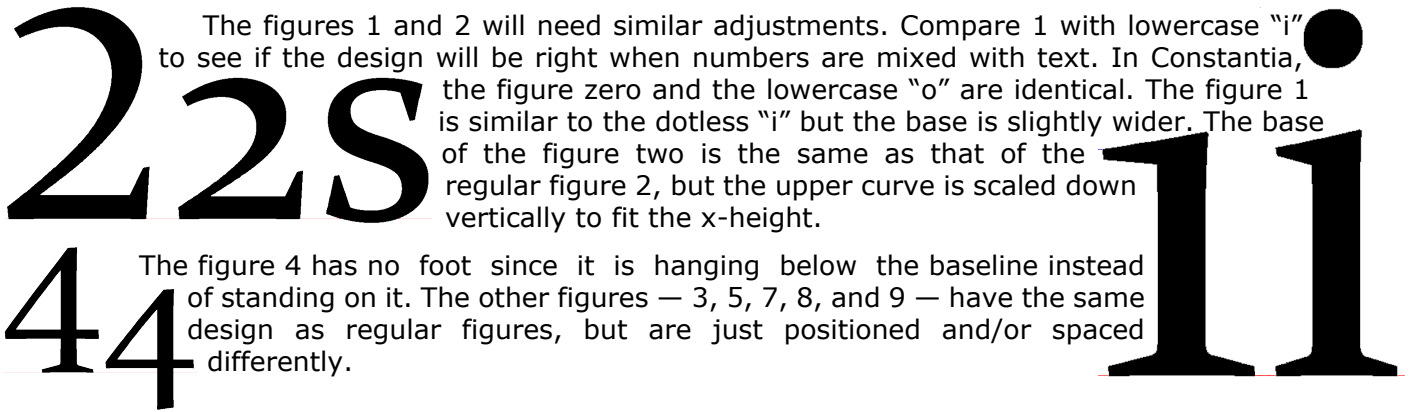 22s
The figures 1 and 2 will need similar adjustments. Compare 1 with lowercase “i”
to see if the design will be right when numbers are mixed with text. In Constantia,
the figure zero and the lowercase “o” are identical. The figure 1
is similar to the dotless “i” but the base is slightly wider. The base
of the figure two is the same as that of the
regular figure 2, but the upper curve is scaled down
vertically to fit the x-height.
1i
44
The figure 4 has no foot since it is hanging below the baseline instead
of standing on it. The other figures — 3, 5, 7, 8, and 9 — have the same
design as regular figures, but are just positioned and/or spaced
differently.